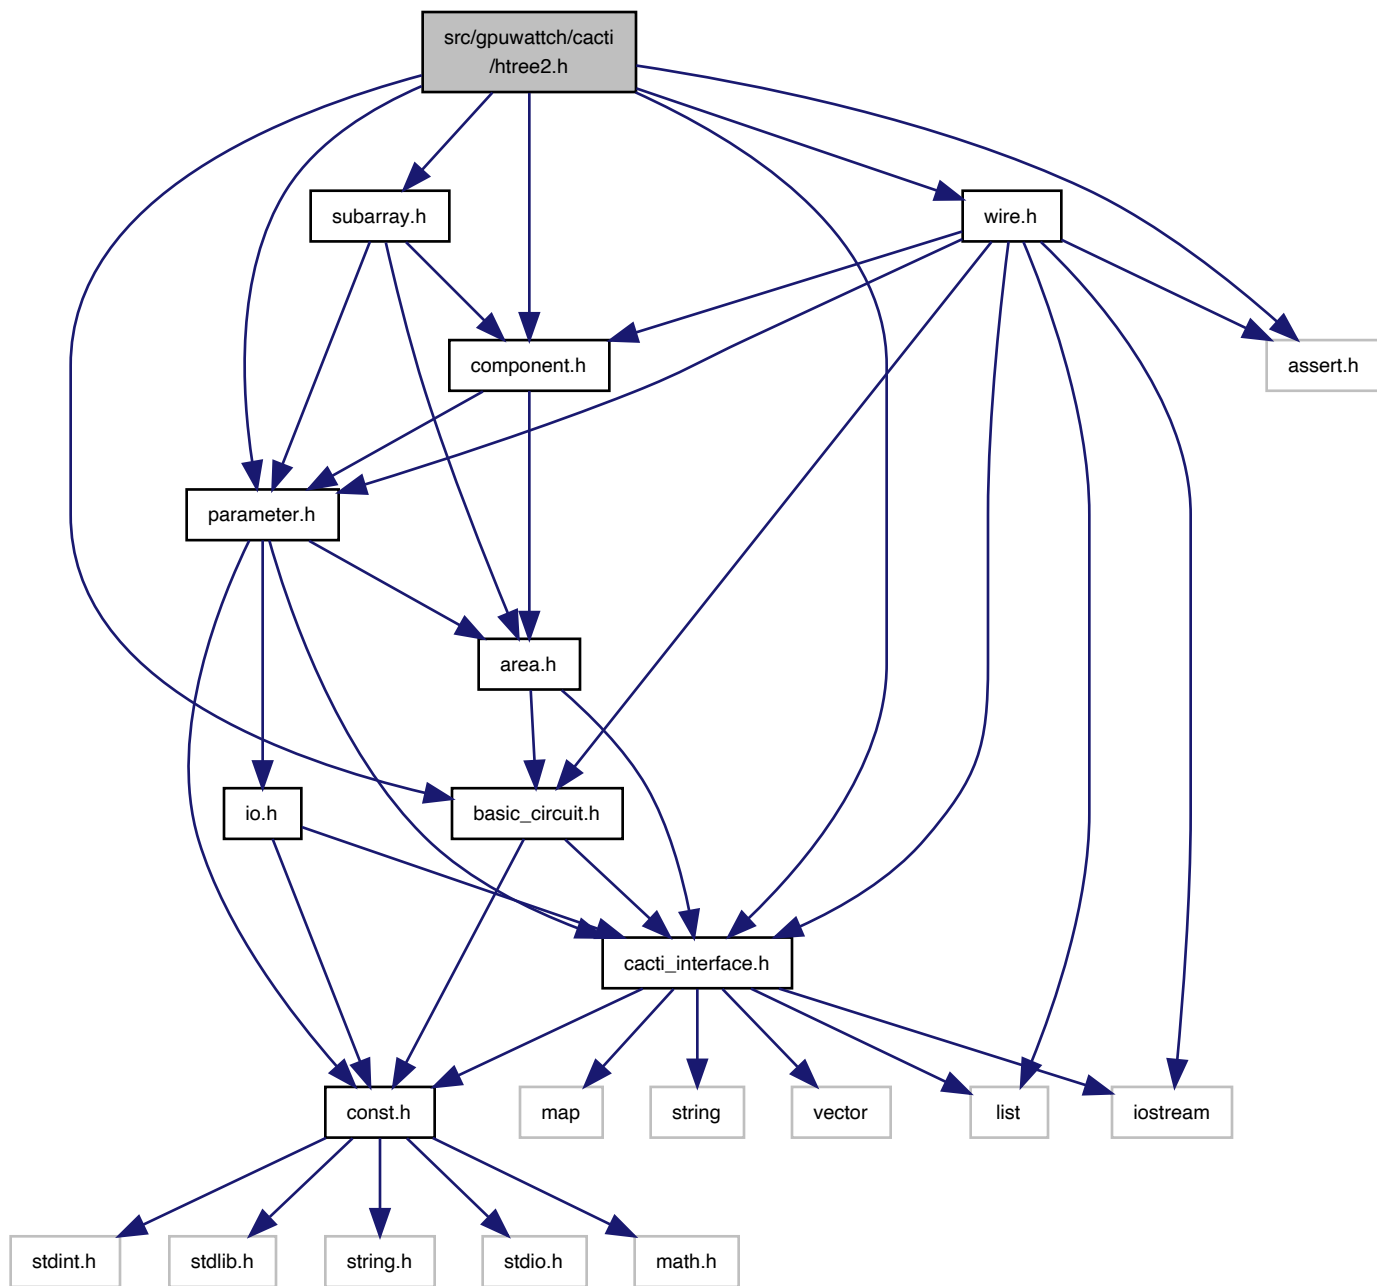 src/gpuwattch/cacti
/htree2.h
subarray.h
wire.h
component.h
assert.h
parameter.h
area.h
io.h
basic_circuit.h
cacti_interface.h
const.h
map
string
vector
list
iostream
stdint.h
stdlib.h
string.h
stdio.h
math.h